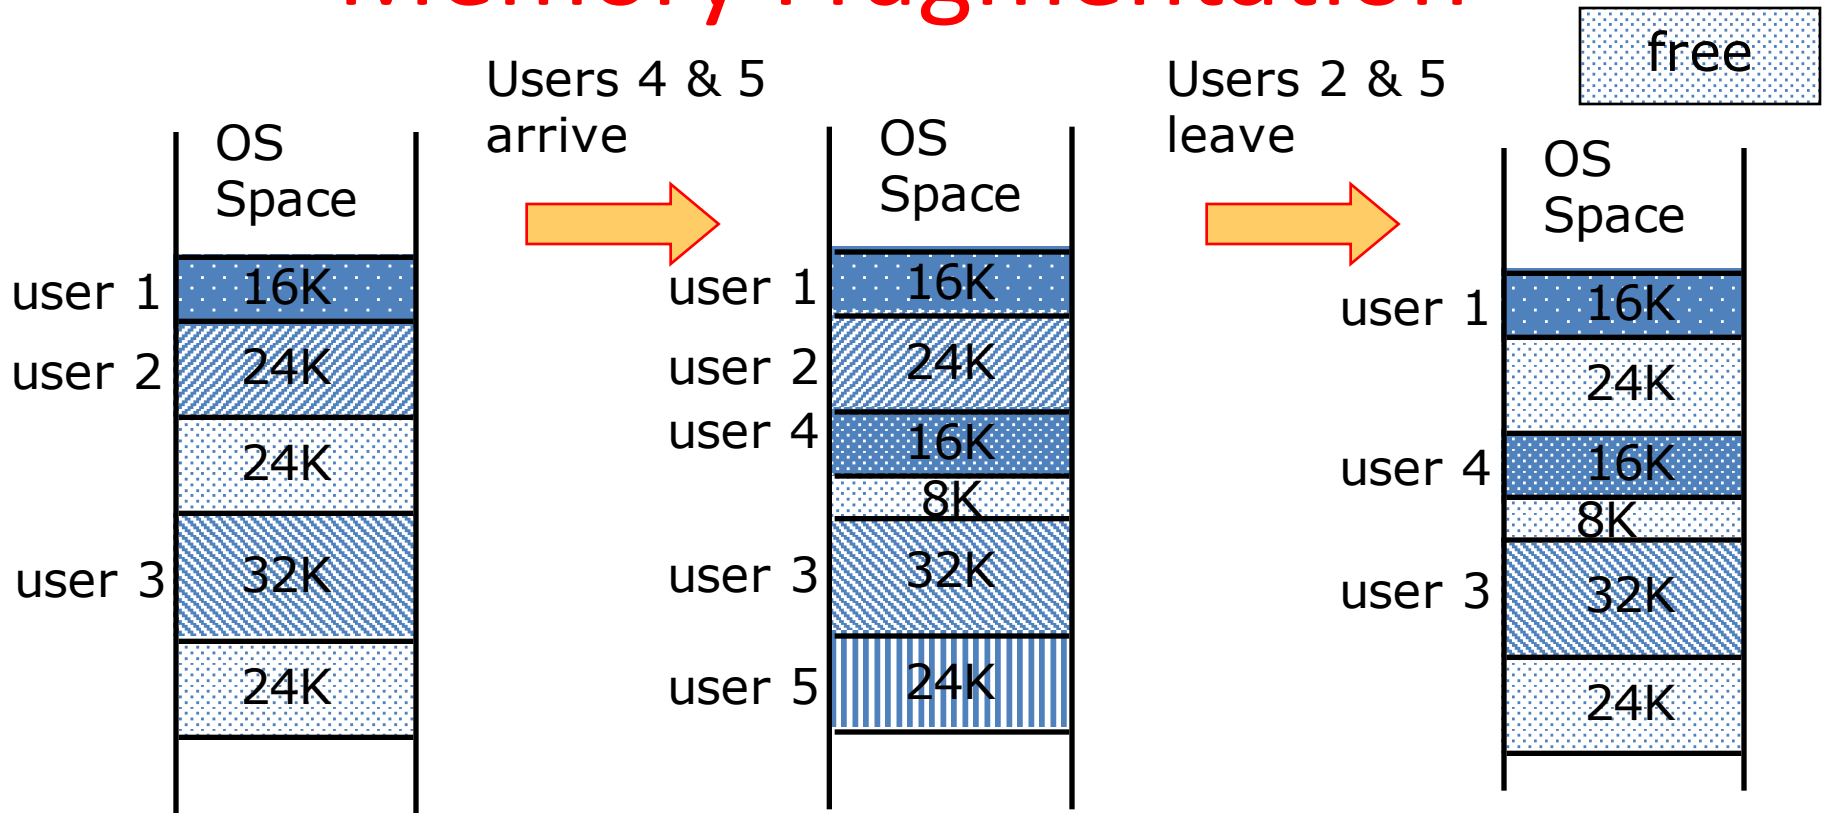 Memory Fragmentation
free
Users 4 & 5
arrive
Users 2 & 5
leave
OS
Space
user 1
16K
user 2
24K
24K
user 3
32K
24K
OS
Space
user 1
16K
user 2
24K
user 4
16K
8K
user 3
32K
user 5
24K
OS
Space
user 1
16K
24K
user 4
16K
8K
user 3
32K
24K